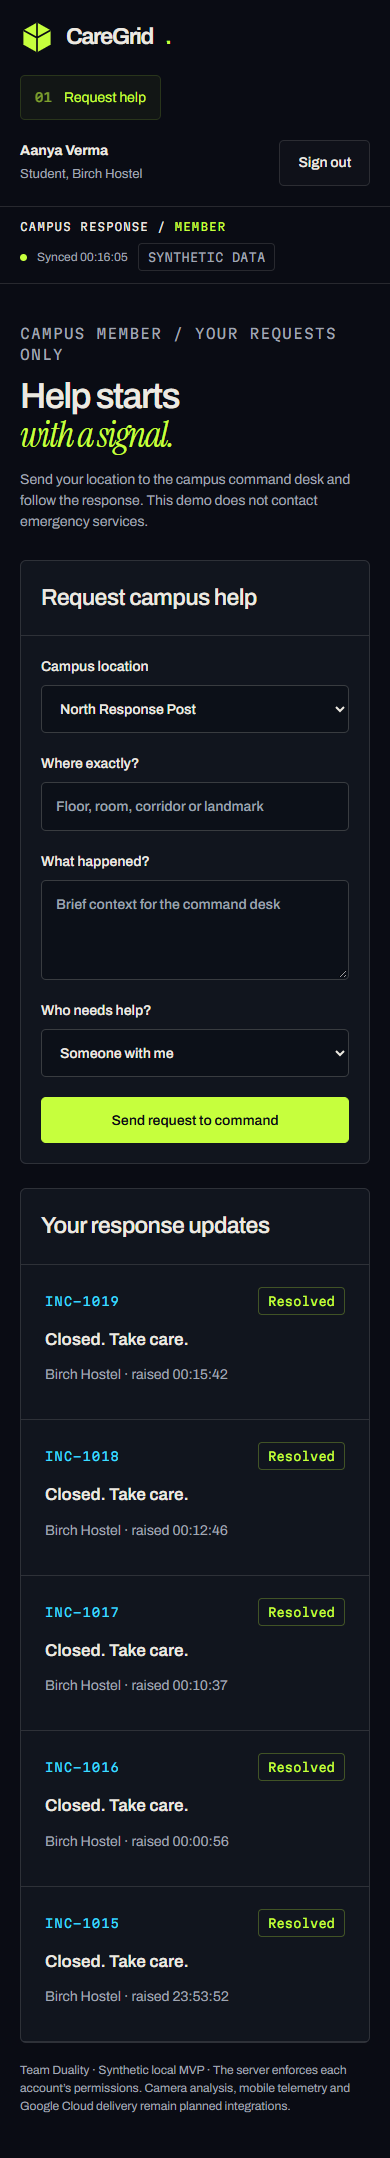 CareGrid .
01 Request help
Aanya Verma
Student, Birch Hostel
Sign out
CAMPUS RESPONSE / MEMBER
Synced 00:16:05 SYNTHETIC DATA
CAMPUS MEMBER / YOUR REQUESTS
ONLY
Help starts
with a signal.
Send your location to the campus command desk and
follow the response. This demo does not contact
emergency services.
Request campus help
Campus location
North Response Post
Where exactly?
Floor, room, corridor or landmark
What happened?
Brief context for the command desk
Who needs help?
Someone with me
Send request to command
Your response updates
INC-1019 Resolved
Closed. Take care.
Birch Hostel · raised 00:15:42
INC-1018 Resolved
Closed. Take care.
Birch Hostel · raised 00:12:46
INC-1017 Resolved
Closed. Take care.
Birch Hostel · raised 00:10:37
INC-1016 Resolved
Closed. Take care.
Birch Hostel · raised 00:00:56
INC-1015 Resolved
Closed. Take care.
Birch Hostel · raised 23:53:52
Team Duality · Synthetic local MVP · The server enforces each
account's permissions. Camera analysis, mobile telemetry and
Google Cloud delivery remain planned integrations.